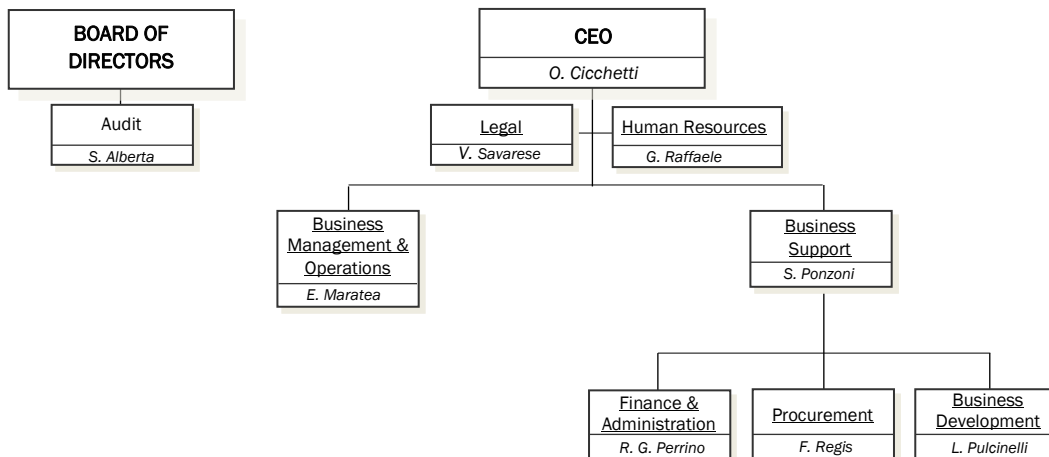 BOARD OF
DIRECTORS
Audit
S. Alberta
CEO
O. Cicchetti
Legal
V. Savarese
Human Resources
G. Raffaele
Business
Management &
Operations
E. Maratea
Business
Support
S. Ponzoni
Finance &
Administration
R. G. Perrino
Procurement
F. Regis
Business
Development
L. Pulcinelli